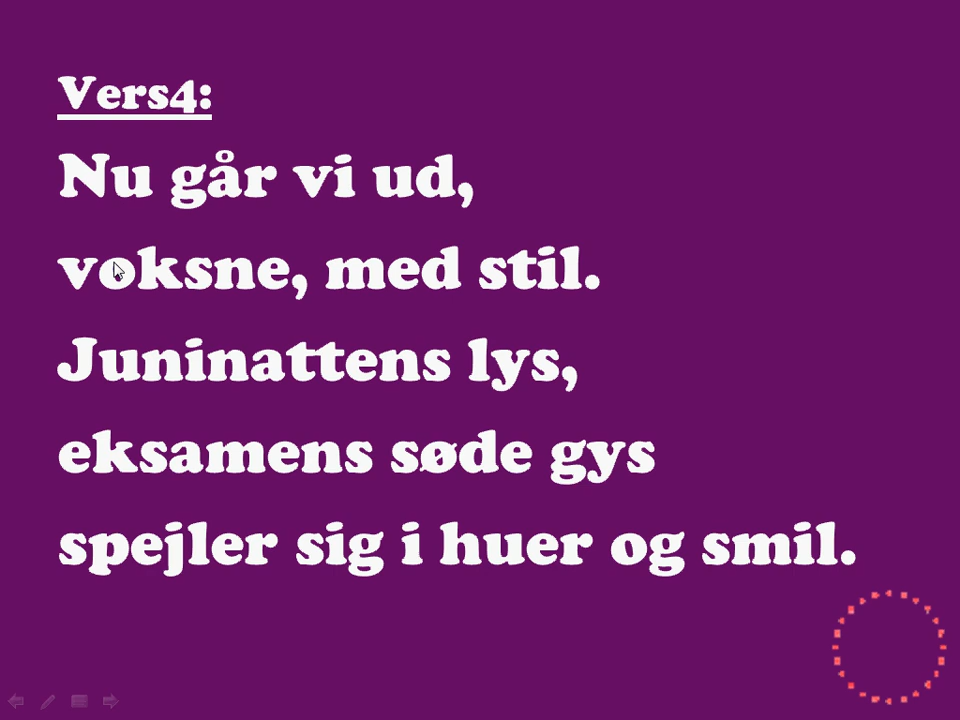 Vers4:
Nu går vi ud,
voksne, med stil.
Juninattens lys,
eksamens søde gys
spejler sig i huer og smil.